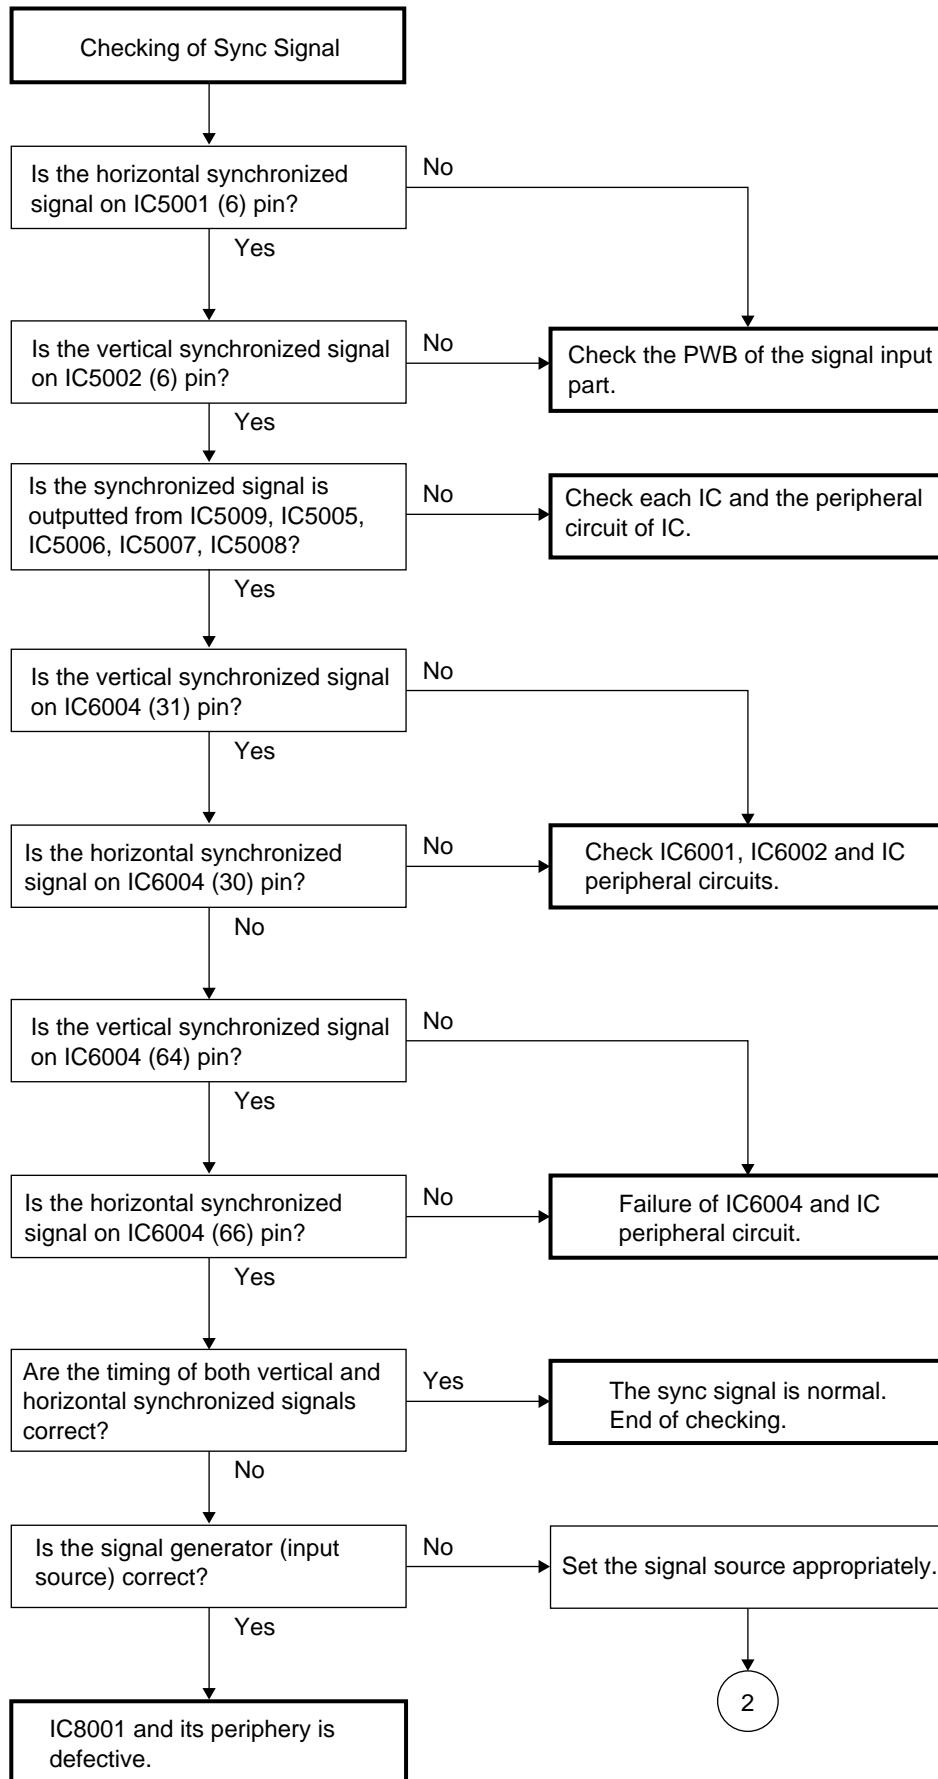 Checking of Sync Signal
Is the horizontal synchronized
signal on IC5001 (6) pin?
No
Yes
Is the vertical synchronized signal
on IC5002 (6) pin?
No
Check the PWB of the signal input
part.
Yes
Is the synchronized signal is
outputted from IC5009, IC5005,
IC5006, IC5007, IC5008?
No
Check each IC and the peripheral
circuit of IC.
Yes
Is the vertical synchronized signal
on IC6004 (31) pin?
No
Yes
Is the horizontal synchronized
signal on IC6004 (30) pin?
No
Check IC6001, IC6002 and IC
peripheral circuits.
No
Is the vertical synchronized signal
on IC6004 (64) pin?
No
Yes
Is the horizontal synchronized
signal on IC6004 (66) pin?
No
Failure of IC6004 and IC
peripheral circuit.
Yes
Are the timing of both vertical and
horizontal synchronized signals
correct?
Yes
The sync signal is normal.
End of checking.
No
Is the signal generator (input
source) correct?
No
Set the signal source appropriately.
Yes
2
IC8001 and its periphery is
defective.